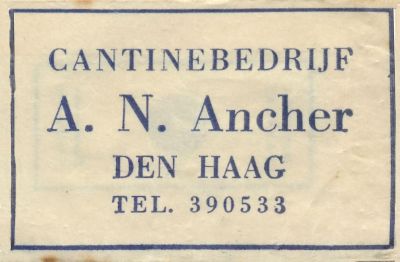 CANTINEBEDRIJF
A. N. Ancher
DEN HAAG
TEL. 390533